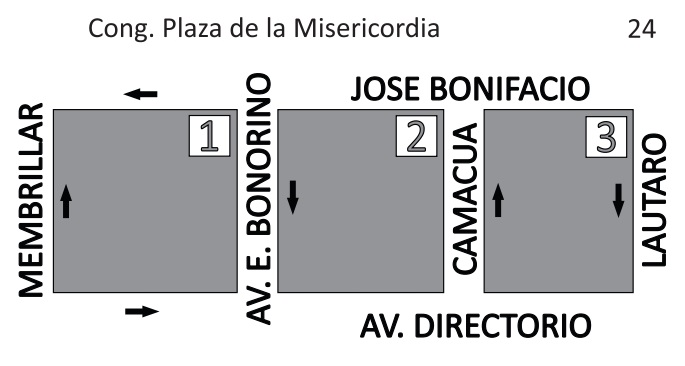 Cong. Plaza de la Misericordia 24
JOSE BONIFACIO
MEMBRILLAR
1
AV. E. BONORINO
2
CAMACUA
3
LAUTARO
AV. DIRECTORIO